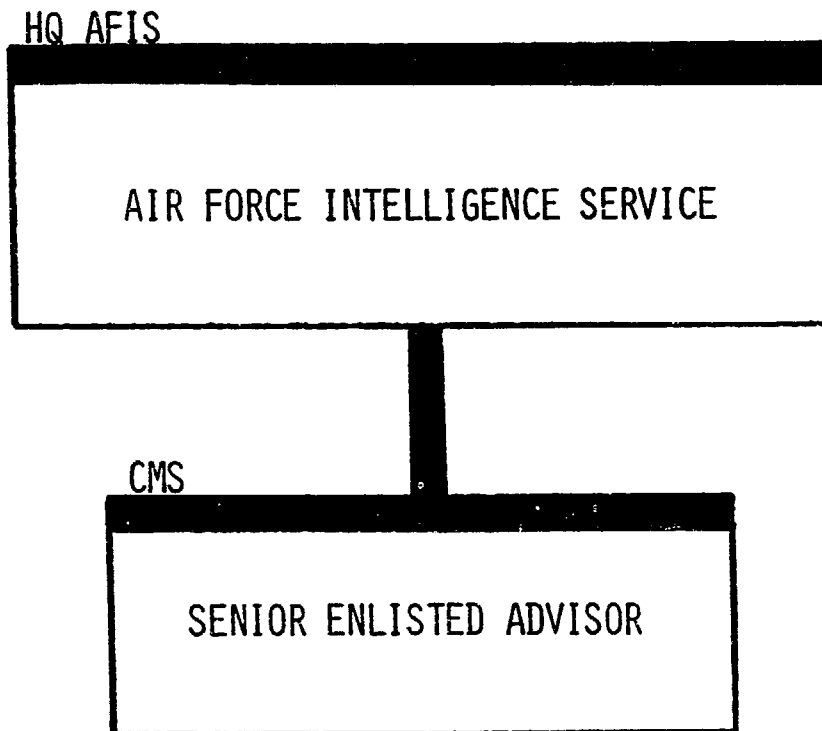 HQ AFIS
AIR FORCE INTELLIGENCE SERVICE
CMS
SENIOR ENLISTED ADVISOR